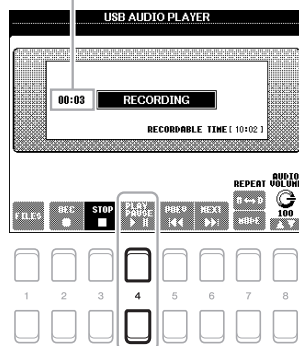 USB AUDIO PLAYER
00:03 RECORDING
RECORDABLE TIME[ 10:02 ]
REPEAT AUDIO VOLUME
FILES REC STOP PLAY PAUSE PREV NEXT 100
1 2 3 4 5 6 7 8